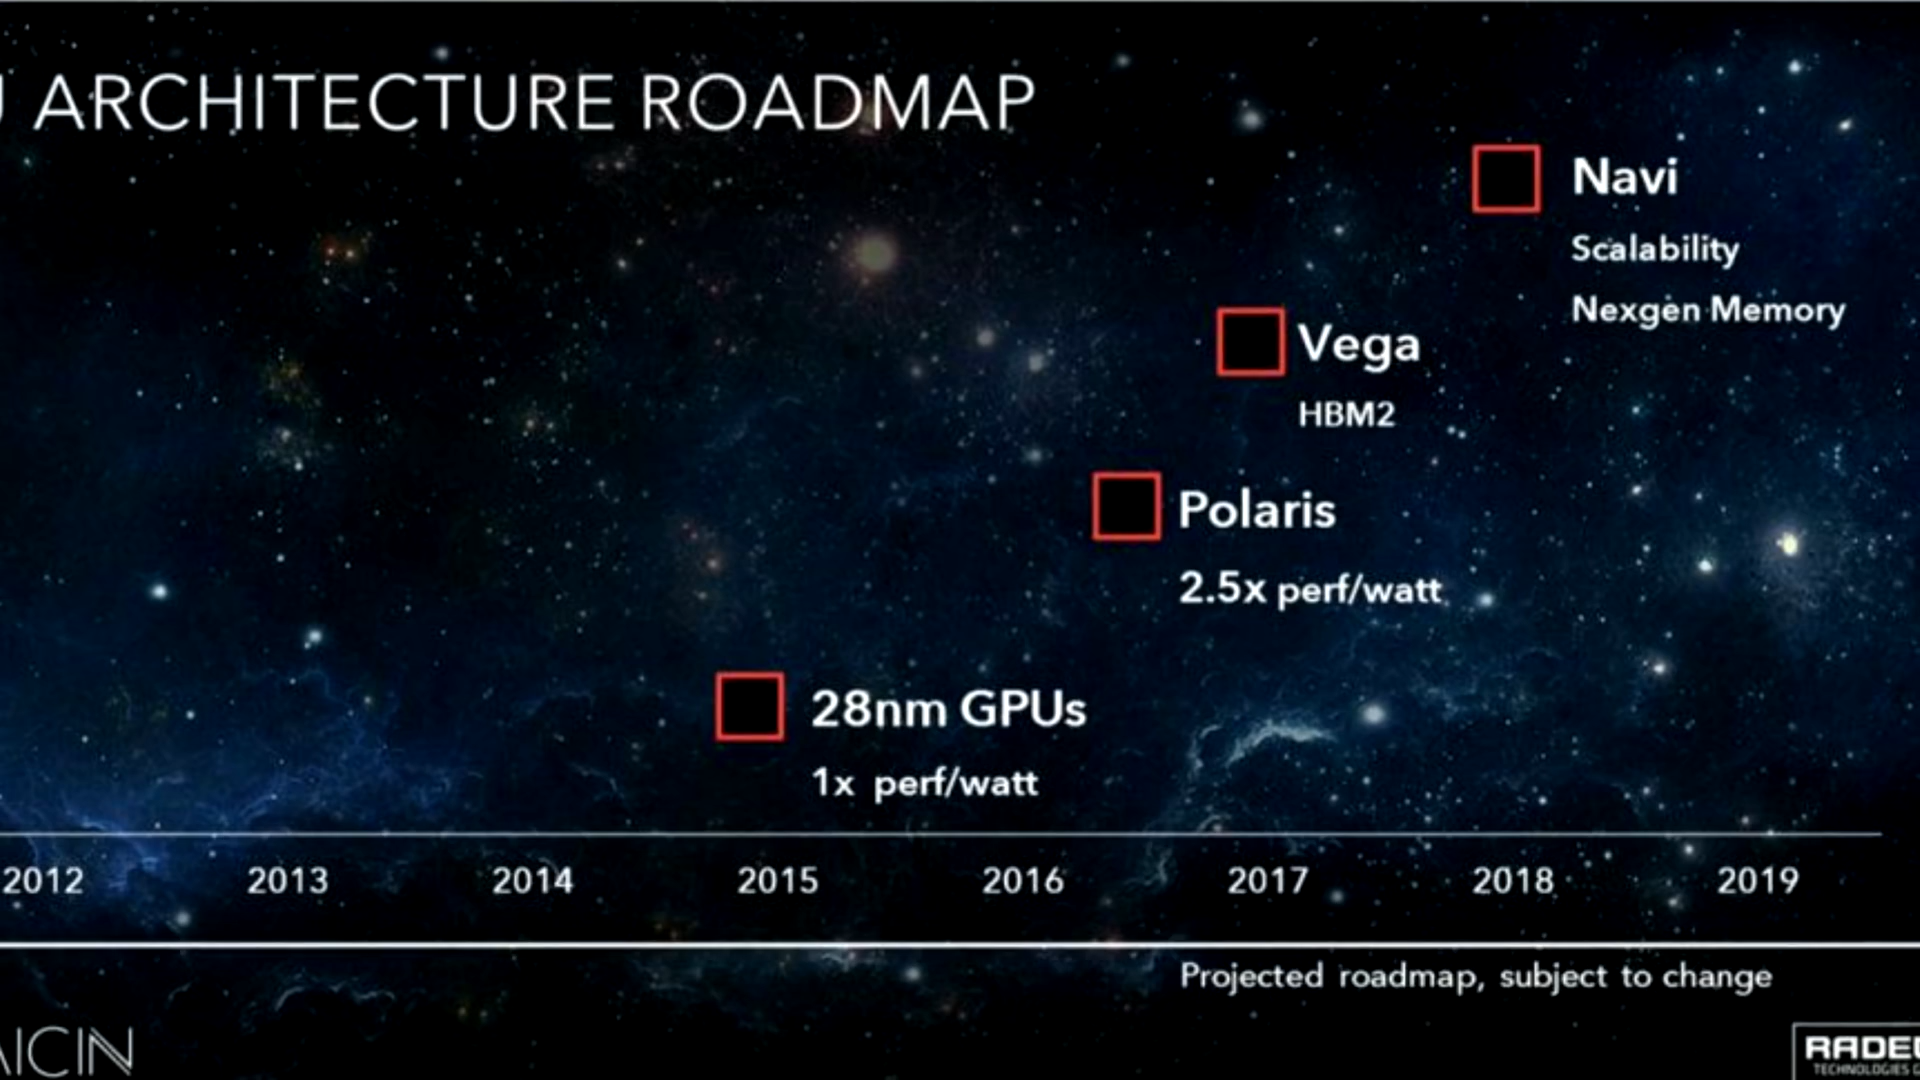 ARCHITECTURE ROADMAP
Navi
Scalability
Nexgen Memory
Vega
HBM2
Polaris
2.5x perf/watt
28nm GPUs
1x perf/watt
2012 2013 2014 2015 2016 2017 2018 2019
Projected roadmap, subject to change
TECHNOLOGIES